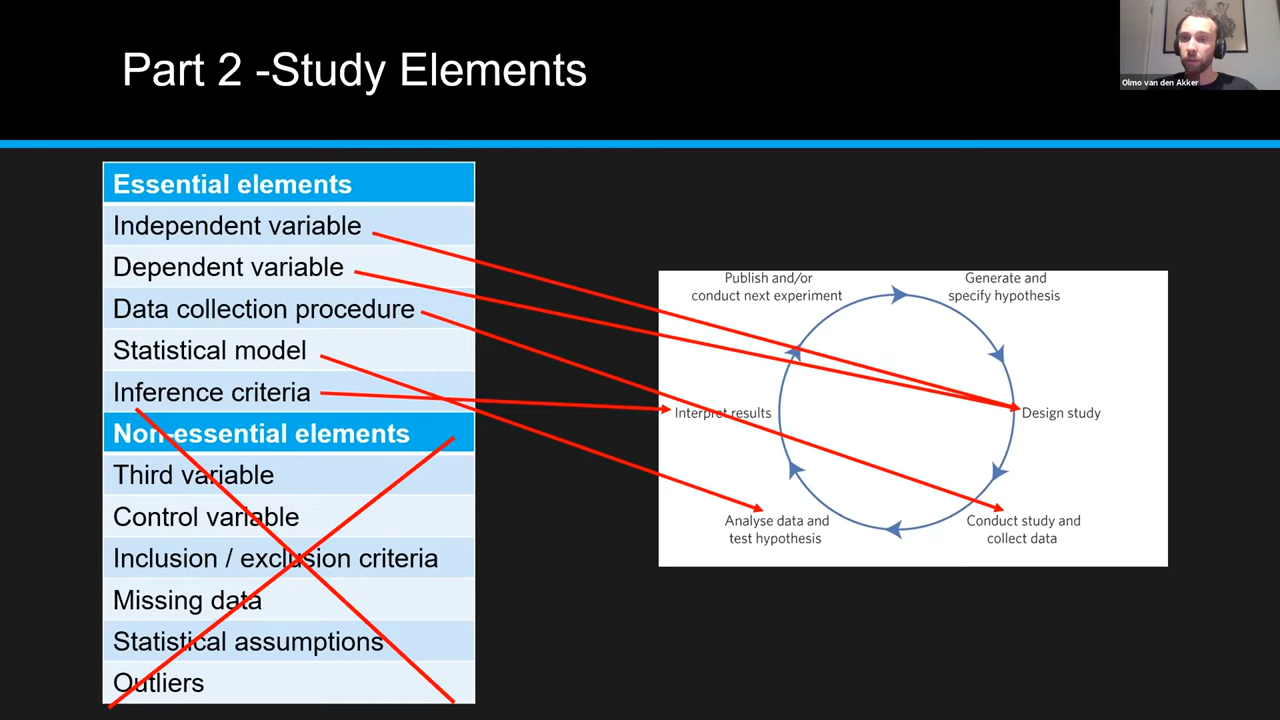 Part 2 -Study Elements
Olmo van den Akker
Essential elements
Independent variable
Dependent variable
Data collection procedure
Statistical model
Inference criteria
Non-essential elements
Third variable
Control variable
Inclusion / exclusion criteria
Missing data
Statistical assumptions
Outliers
Publish and/or
conduct next experiment
Generate and
specify hypothesis
Interpret results
Design study
Analyse data and
test hypothesis
Conduct study and
collect data